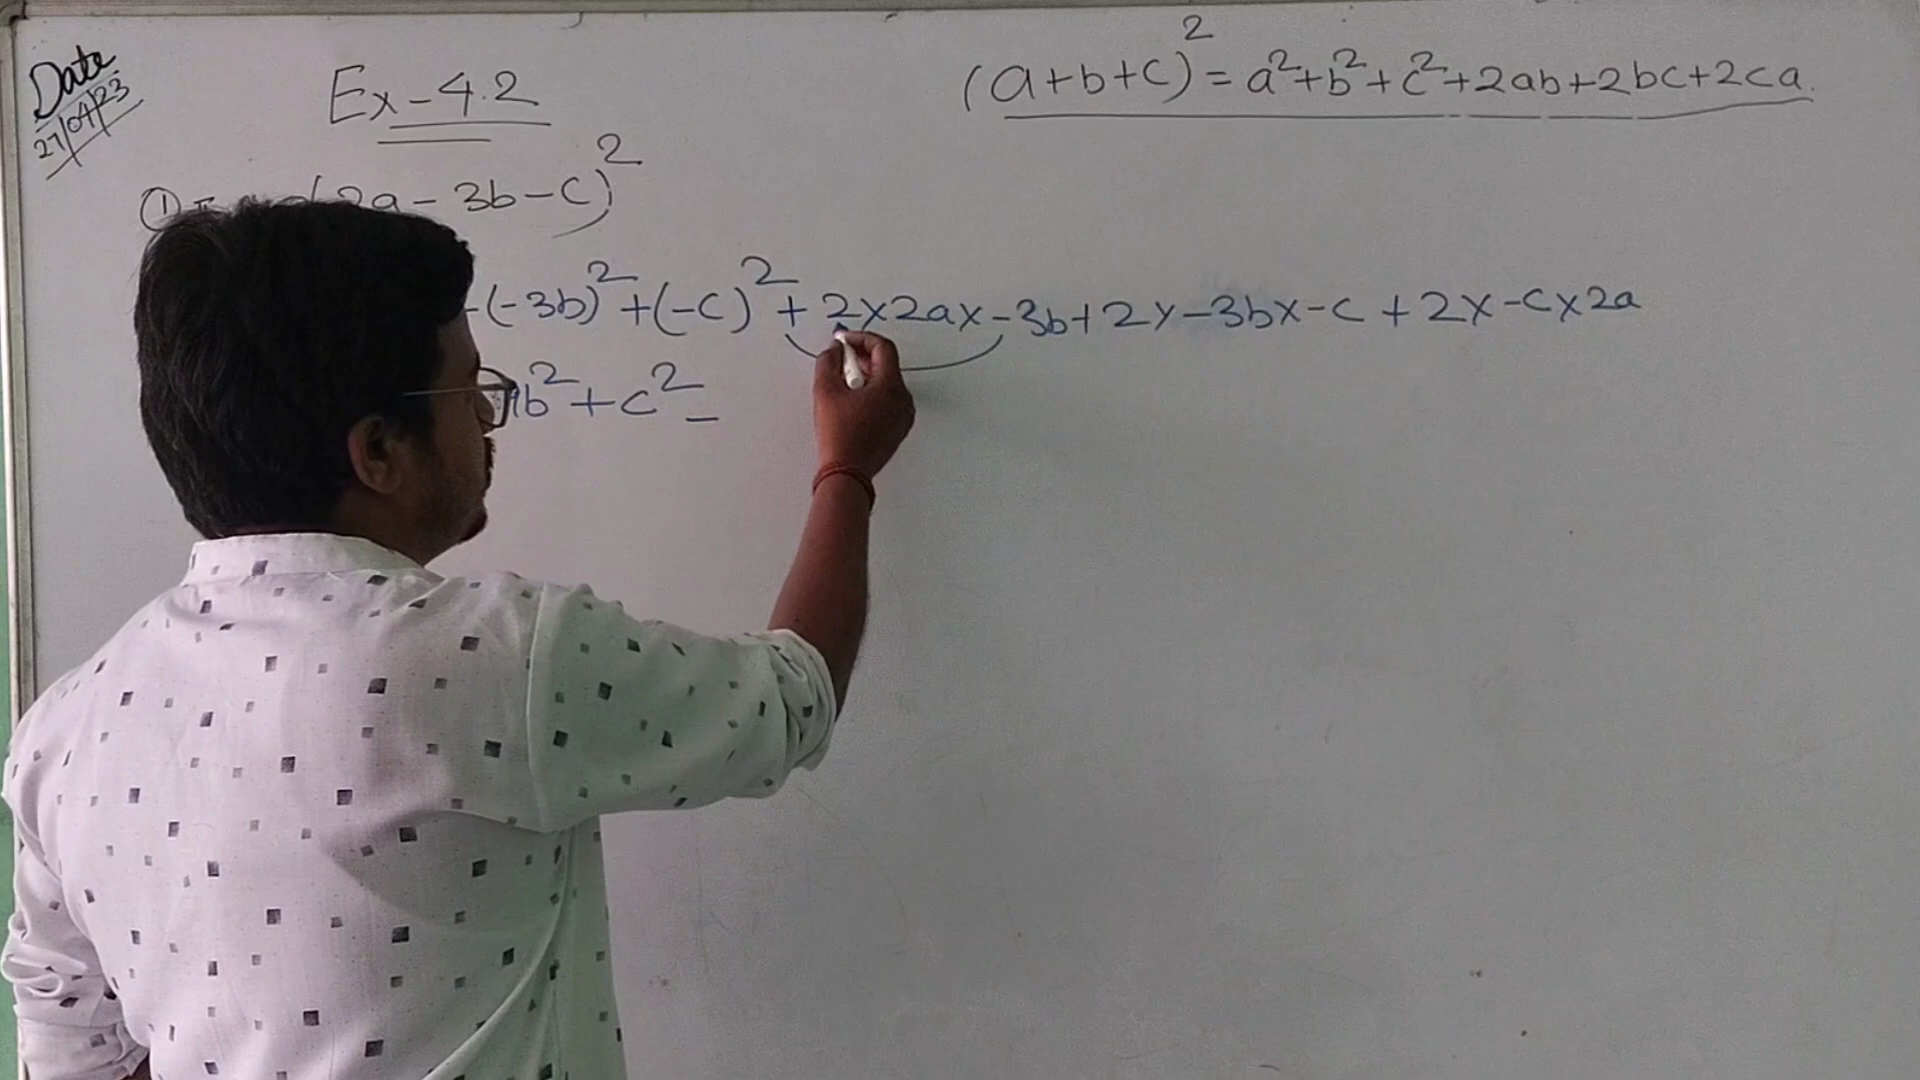 Date
27/04/23
Ex-4.2
(a+b+c)² = a²+b²+c²+2ab+2bc+2ca.
① (2a-3b-c)²
(-3b)²+(-c)²+2x2ax-3b+2x-3bx-c+2x-cx2a
9b²+c²-